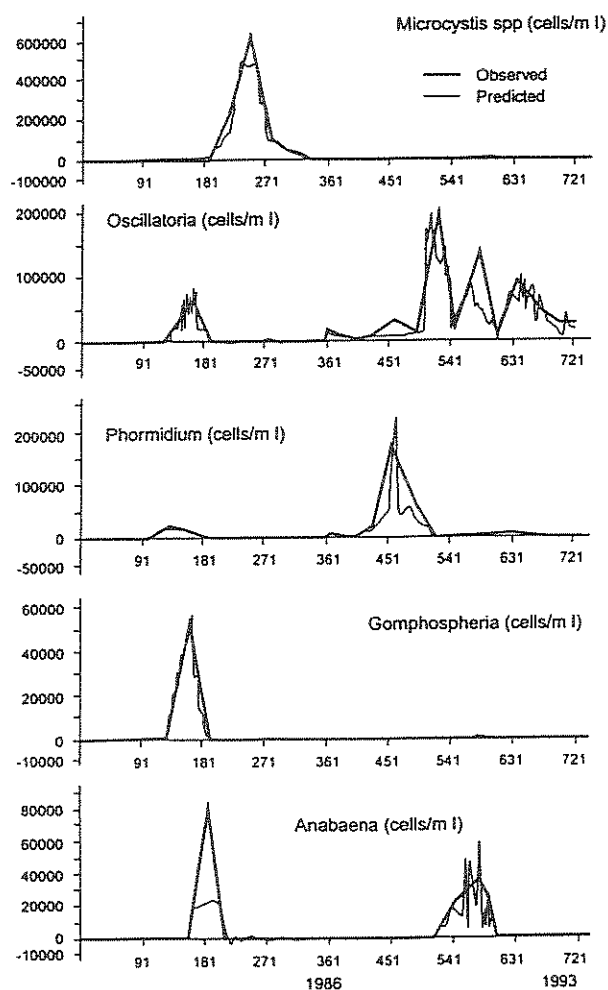 Microcystis spp (cells/m l)
Observed
Predicted
600000
400000
200000
0
-100000
91 181 271 361 451 541 631 721
Oscillatoria (cells/m l)
200000
100000
0
-50000
91 181 271 361 451 541 631 721
Phormidium (cells/m l)
200000
100000
0
-50000
91 181 271 361 451 541 631 721
Gomphospheria (cells/m l)
60000
40000
20000
0
-10000
91 181 271 361 451 541 631 721
Anabaena (cells/m l)
80000
60000
40000
20000
0
-10000
91 181 271 361 451 541 631 721
1986 1993